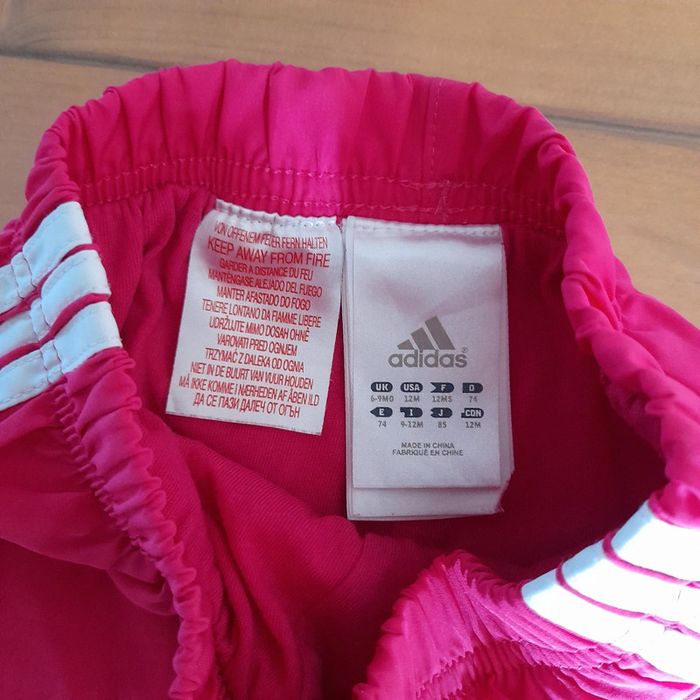 VON OFFENEM FEUER FERN HALTEN
KEEP AWAY FROM FIRE
GARDER A DISTANCE DU FEU
MANTÉNGASE ALEJADO DEL FUEGO
MANTER AFASTADO DO FOGO
TENERE LONTANO DA FIAMME LIBERE
UDRŽUJTE MIMO DOSAH OHNĚ
VAROVATI PRED OGNJEM
TRZYMAĆ Z DALEKA OD OGNIA
NIET IN DE BUURT VAN VUUR HOUDEN
MÅ IKKE KOMME I NÆRHEDEN AF ÅBEN ILD
ДА СЕ ПАЗИ ДАЛЕЧ ОТ ОГЪН
adidas®
UK USA F D
6-9MO 12M 12MS 74
E I J CDN
74 9-12M 85 12M
MADE IN CHINA
FABRIQUÉ EN CHINE